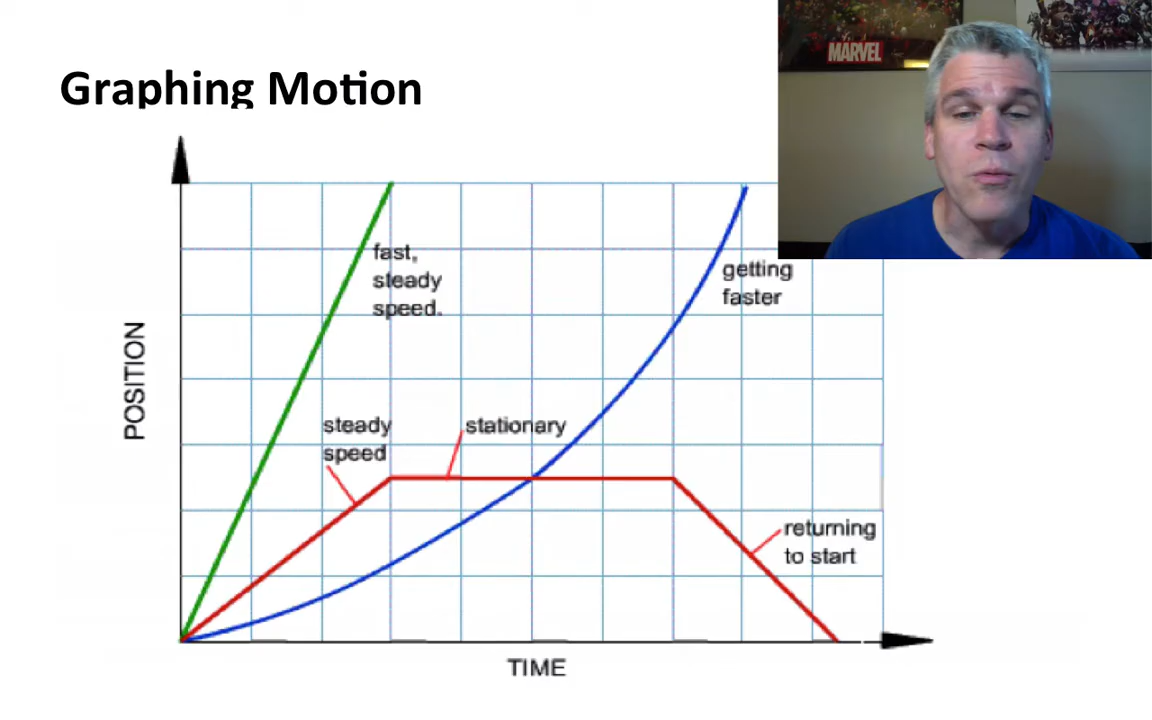 MARVEL
Graphing Motion
fast,
steady
speed.
getting
faster
POSITION
steady
speed
stationary
returning
to start
TIME